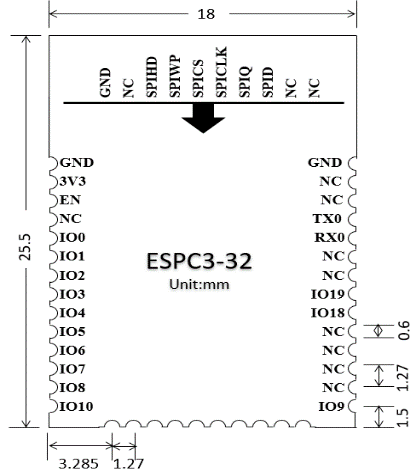 18
GND NC SPIHD SPIWP SPICS SPICLK SPIQ SPID NC NC
GND GND
3V3 NC
EN NC
NC TX0
IO0 RX0
IO1 NC
IO2 NC
IO3 IO19
IO4 IO18
IO5 NC
IO6 NC
IO7 NC
IO8 NC
IO10 IO9
ESPC3-32
Unit:mm
25.5
0.6
1.27
1.5
3.285 1.27